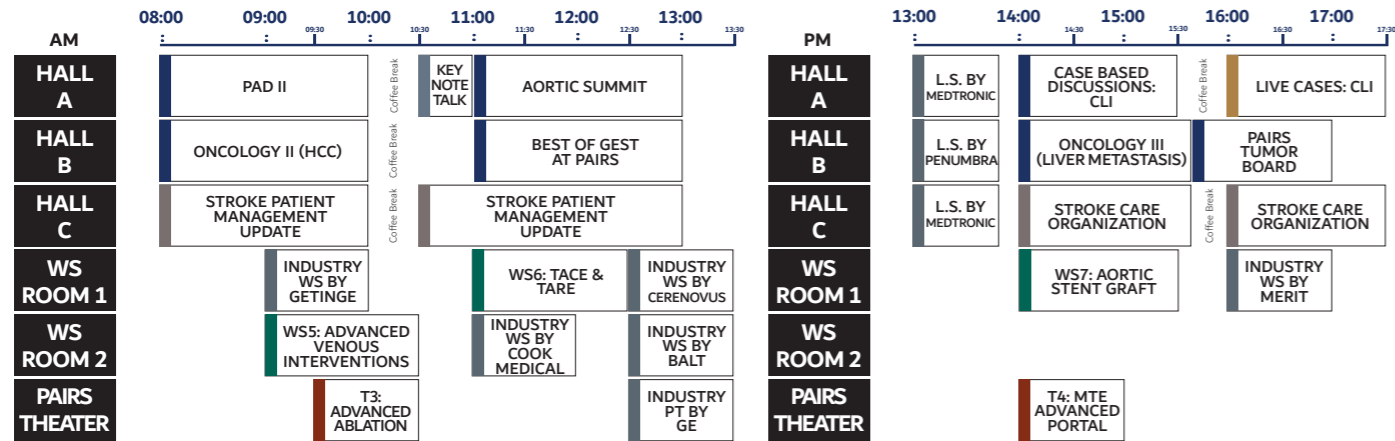 08:00 09:00 10:00 11:00 12:00 13:00
AM 09:30 10:30 11:30 12:30 13:30
HALL
A
PAD II
Coffee Break
KEY
NOTE
TALK
AORTIC SUMMIT
HALL
B
ONCOLOGY II (HCC)
Coffee Break
BEST OF GEST
AT PAIRS
HALL
C
STROKE PATIENT
MANAGEMENT
UPDATE
Coffee Break
STROKE PATIENT
MANAGEMENT
UPDATE
WS
ROOM 1
INDUSTRY
WS BY
GETINGE
WS6: TACE &
TARE
INDUSTRY
WS BY
CERENOVUS
WS
ROOM 2
WS5: ADVANCED
VENOUS
INTERVENTIONS
INDUSTRY
WS BY
COOK
MEDICAL
INDUSTRY
WS BY
BALT
PAIRS
THEATER
T3:
ADVANCED
ABLATION
INDUSTRY
PT BY
GE
13:00 14:00 15:00 16:00 17:00
PM 14:30 15:30 16:30 17:30
HALL
A
L.S. BY
MEDTRONIC
CASE BASED
DISCUSSIONS:
CLI
Coffee Break
LIVE CASES: CLI
HALL
B
L.S. BY
PENUMBRA
ONCOLOGY III
(LIVER METASTASIS)
PAIRS
TUMOR
BOARD
HALL
C
L.S. BY
MEDTRONIC
STROKE CARE
ORGANIZATION
Coffee Break
STROKE CARE
ORGANIZATION
WS
ROOM 1
WS7: AORTIC
STENT GRAFT
INDUSTRY
WS BY
MERIT
WS
ROOM 2
PAIRS
THEATER
T4: MTE
ADVANCED
PORTAL